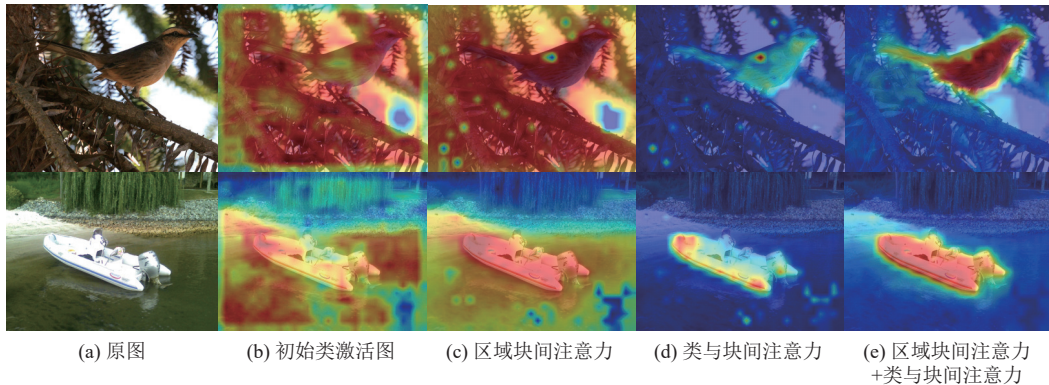 (a) 原图
(b) 初始类激活图
(c) 区域块间注意力
(d) 类与块间注意力
(e) 区域块间注意力
+类与块间注意力